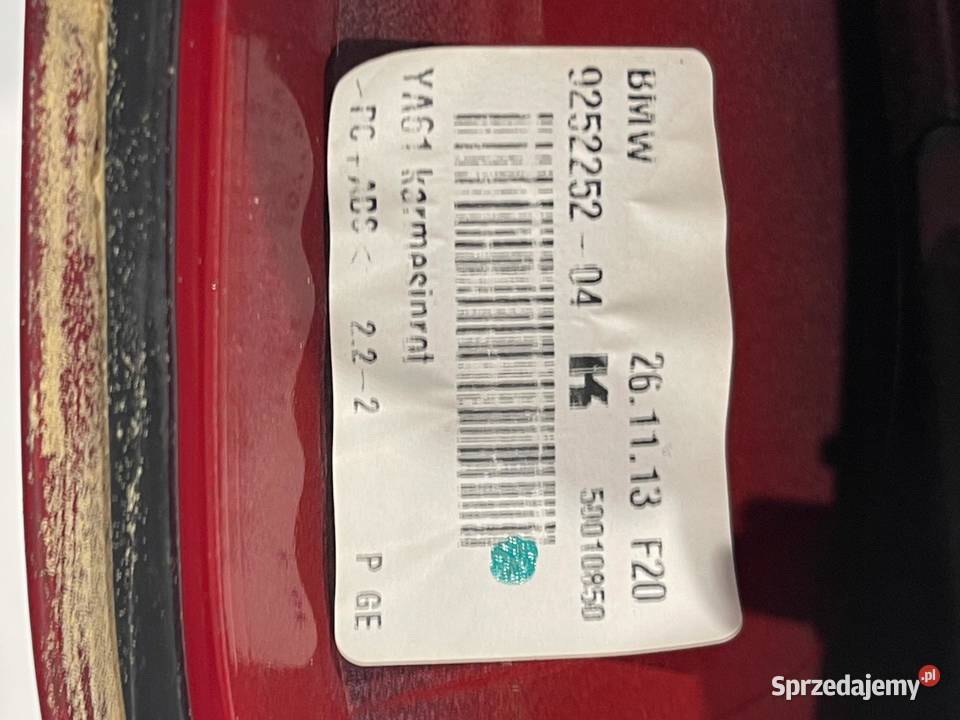 BMW 26.11.13 F20
9252252-04 50010850
YA61 karmesinrot
2.2-2 P GE
Sprzedajemy.pl